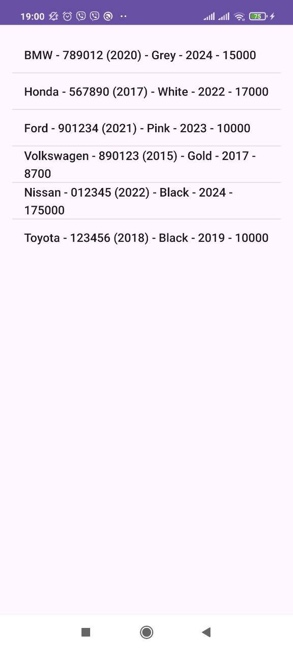 19:00
75
BMW - 789012 (2020) - Grey - 2024 - 15000
Honda - 567890 (2017) - White - 2022 - 17000
Ford - 901234 (2021) - Pink - 2023 - 10000
Volkswagen - 890123 (2015) - Gold - 2017 -
8700
Nissan - 012345 (2022) - Black - 2024 -
175000
Toyota - 123456 (2018) - Black - 2019 - 10000